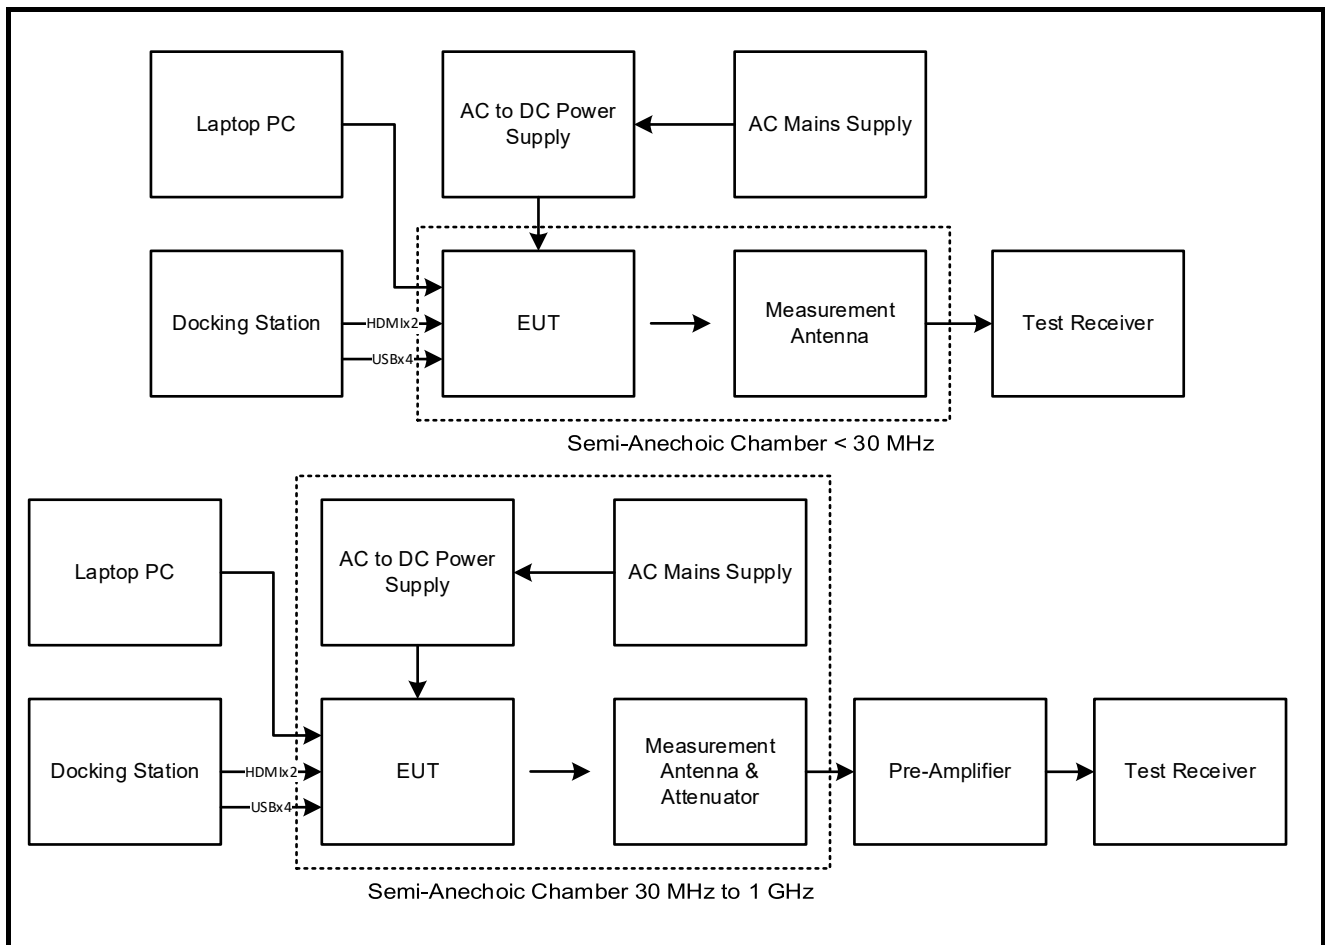 Laptop PC
AC to DC Power
Supply
AC Mains Supply
Docking Station
HDMIx2
USBx4
EUT
Measurement
Antenna
Test Receiver
Semi-Anechoic Chamber < 30 MHz
Laptop PC
AC to DC Power
Supply
AC Mains Supply
Docking Station
HDMIx2
USBx4
EUT
Measurement
Antenna &
Attenuator
Pre-Amplifier
Test Receiver
Semi-Anechoic Chamber 30 MHz to 1 GHz